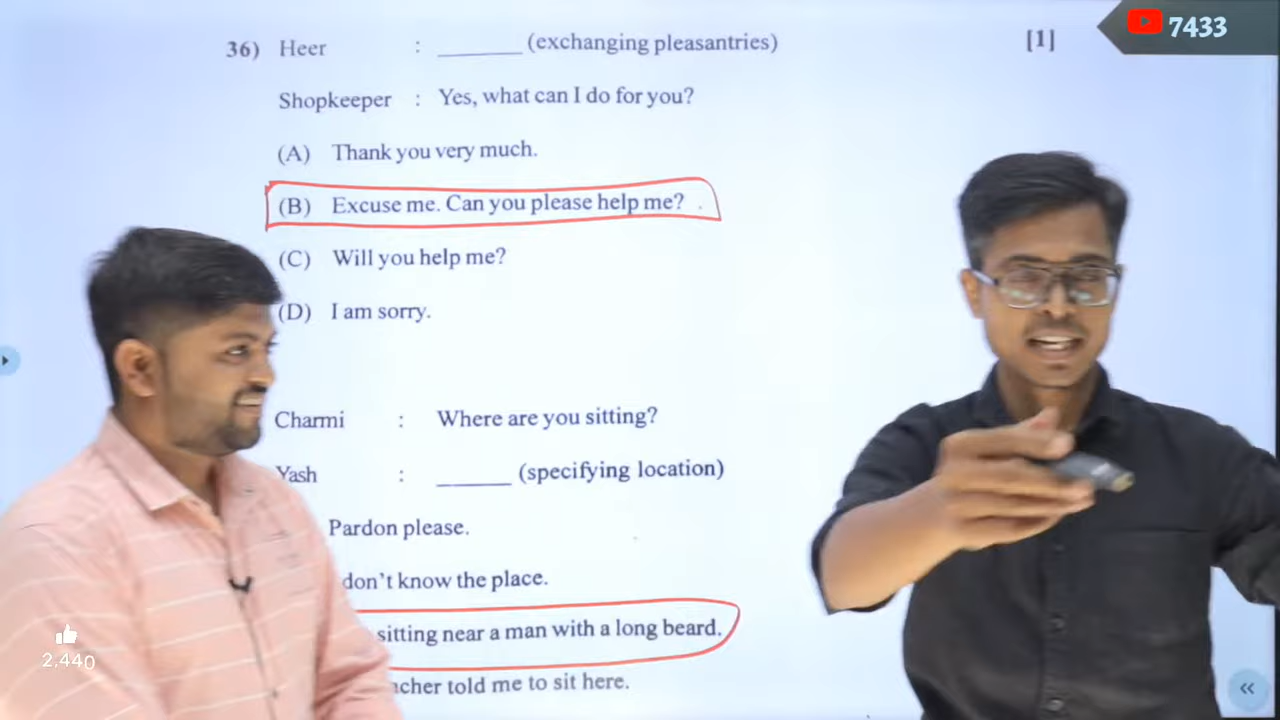 7433
36) Heer : ______ (exchanging pleasantries) [1]
Shopkeeper : Yes, what can I do for you?
(A) Thank you very much.
(B) Excuse me. Can you please help me? .
(C) Will you help me?
(D) I am sorry.
Charmi : Where are you sitting?
Yash : ______ (specifying location)
Pardon please.
don't know the place.
sitting near a man with a long beard.
told me to sit here.
2,440